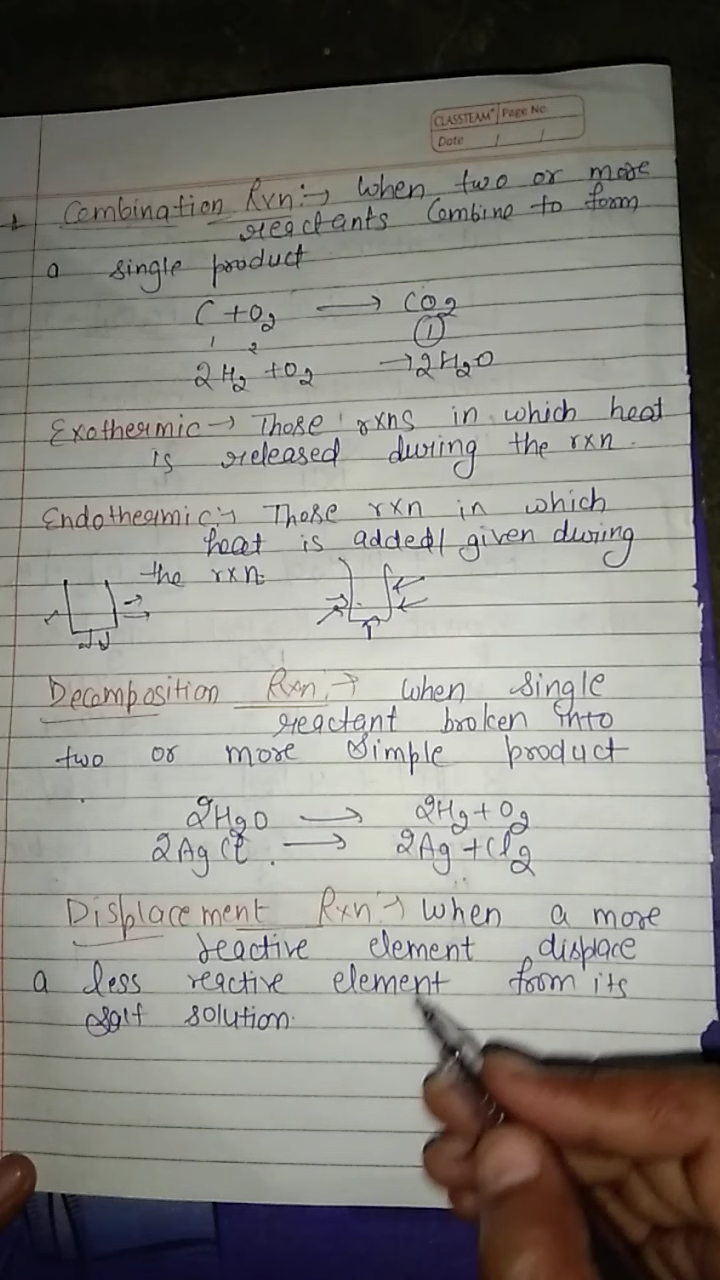 CLASSTEAM Page No.
Date / /
Combination Rxn:→ When two or more
reactants Combine to form
a single product
C + O2 → CO2
1 2 1
2H2 + O2 → 2H2O
Exothermic → Those rxns in which heat
is released during the rxn.
Endothermic:→ Those rxn in which
heat is added/ given during
the rxn.
Decomposition Rxn:→ When single
reactant broken into
two or more simple product
2HgO → 2Hg + O2
2AgCl → 2Ag + Cl2
Displacement Rxn:→ When a more
reactive element displace
a less reactive element from its
salt solution.